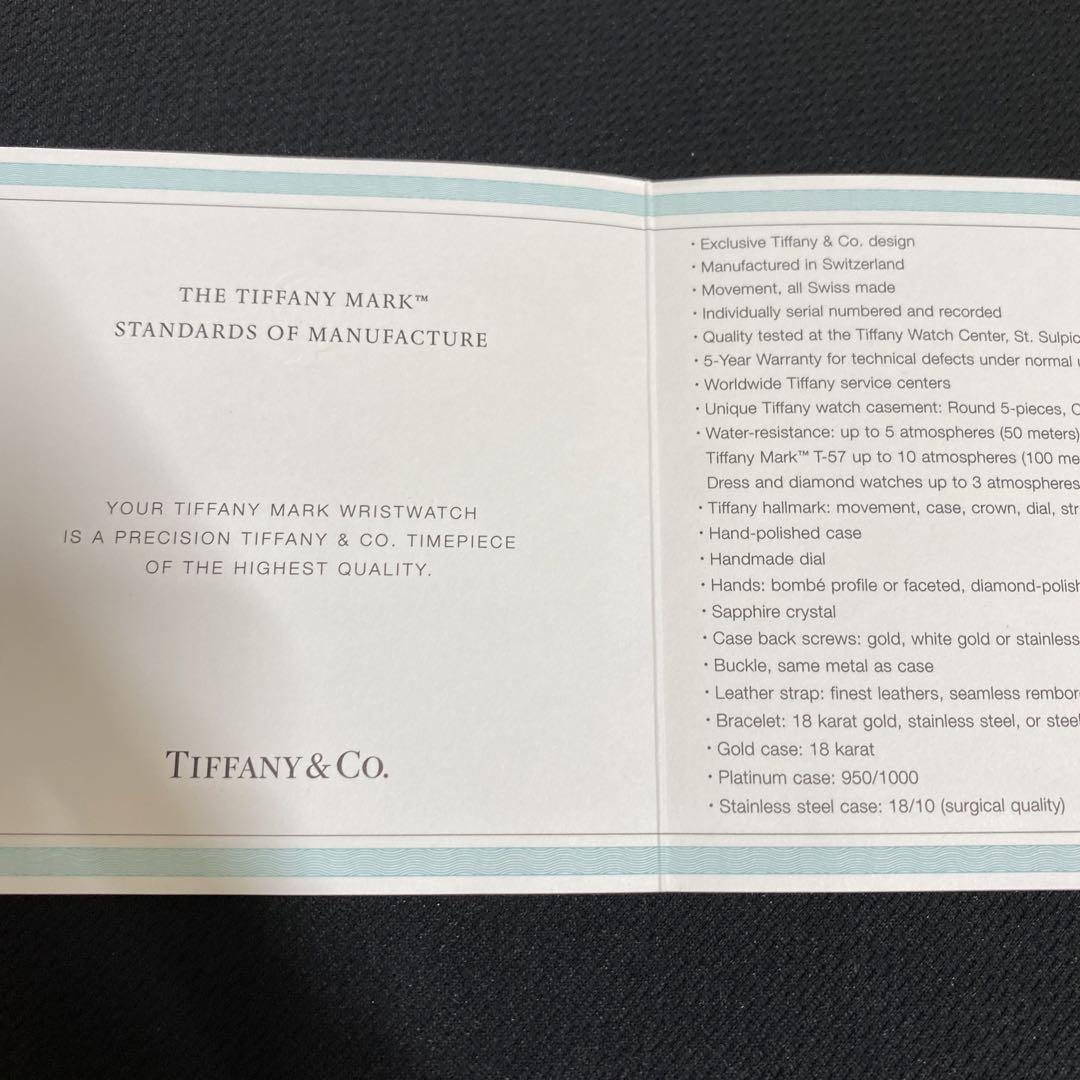 THE TIFFANY MARK™
STANDARDS OF MANUFACTURE
YOUR TIFFANY MARK WRISTWATCH
IS A PRECISION TIFFANY & CO. TIMEPIECE
OF THE HIGHEST QUALITY.
TIFFANY & CO.
• Exclusive Tiffany & Co. design
• Manufactured in Switzerland
• Movement, all Swiss made
• Individually serial numbered and recorded
• Quality tested at the Tiffany Watch Center, St.
• 5-Year Warranty for technical defects under normal
• Worldwide Tiffany service centers
• Unique Tiffany watch casement: Round 5-pieces,
• Water-resistance: up to 5 atmospheres (50 meters)
Tiffany Mark™ T-57 up to 10 atmospheres (100
Dress and diamond watches up to 3 atmospheres
• Tiffany hallmark: movement, case, crown, dial,
• Hand-polished case
• Handmade dial
• Hands: bombé profile or faceted,
• Sapphire crystal
• Case back screws: gold, white gold or stainless
• Buckle, same metal as case
• Leather strap: finest leathers, seamless
• Bracelet: 18 karat gold, stainless steel, or
• Gold case: 18 karat
• Platinum case: 950/1000
• Stainless steel case: 18/10 (surgical quality)